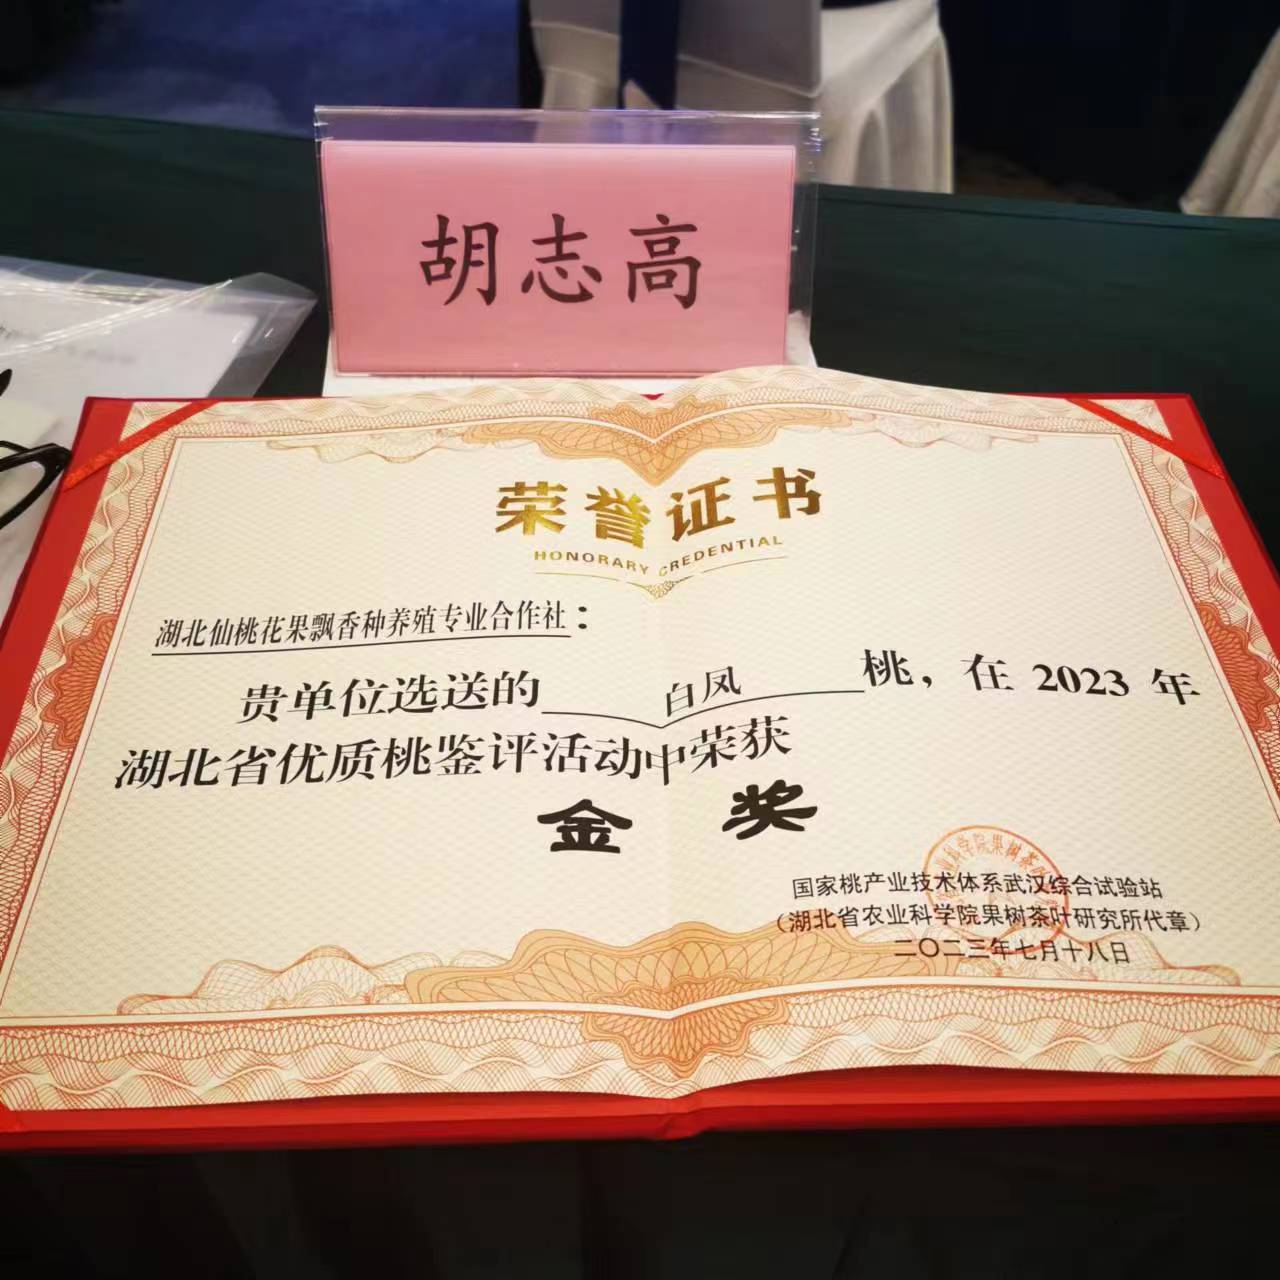 胡志高
荣誉证书
HONORARY CREDENTIAL
湖北仙桃花果飘香种养殖专业合作社：
贵单位选送的 白凤 桃，在 2023 年
湖北省优质桃鉴评活动中荣获
金 奖
国家桃产业技术体系武汉综合试验站
（湖北省农业科学院果树茶叶研究所代章）
二〇二三年七月十八日